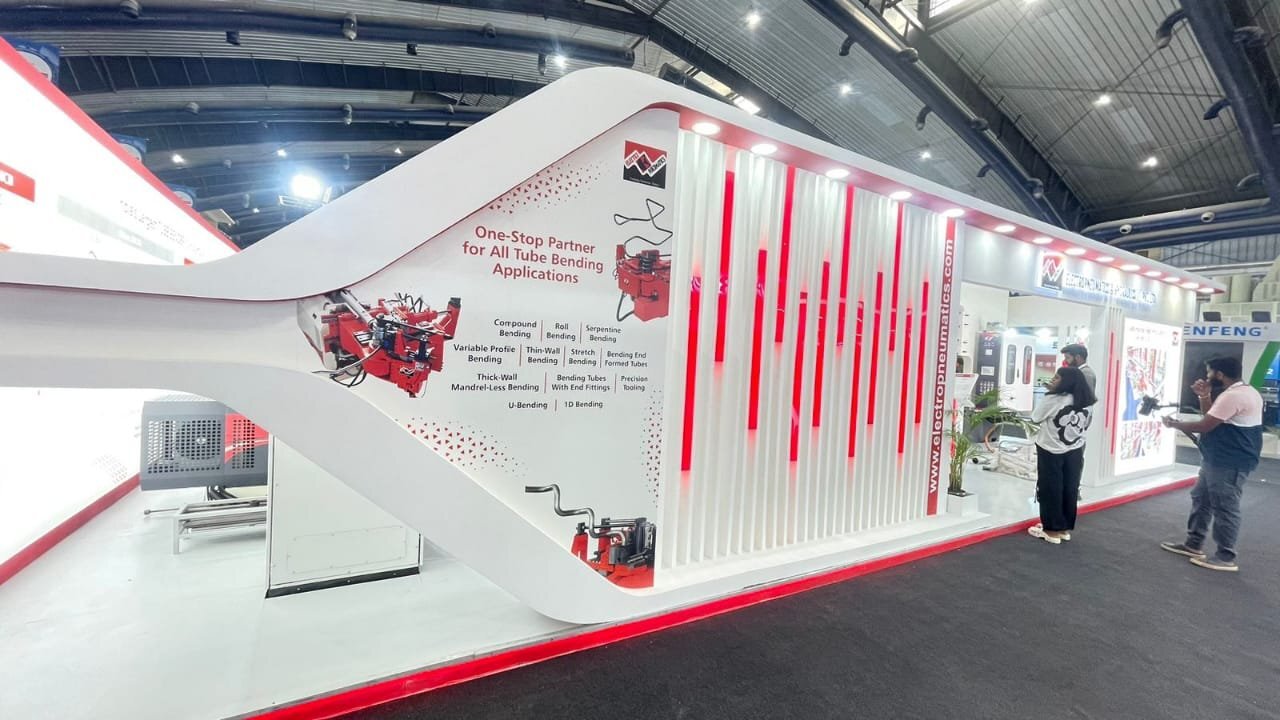 One-Stop Partner
for All Tube Bending
Applications
Compound
Bending
Roll
Bending
Serpentine
Bending
Variable Profile
Bending
Thin-Wall
Bending
Stretch
Bending
Bending End
Formed Tubes
Thick-Wall
Mandrel-Less Bending
Bending Tubes
With End Fittings
Precision
Tooling
U-Bending
1D Bending
www.electropneumatics.com
ENFENG